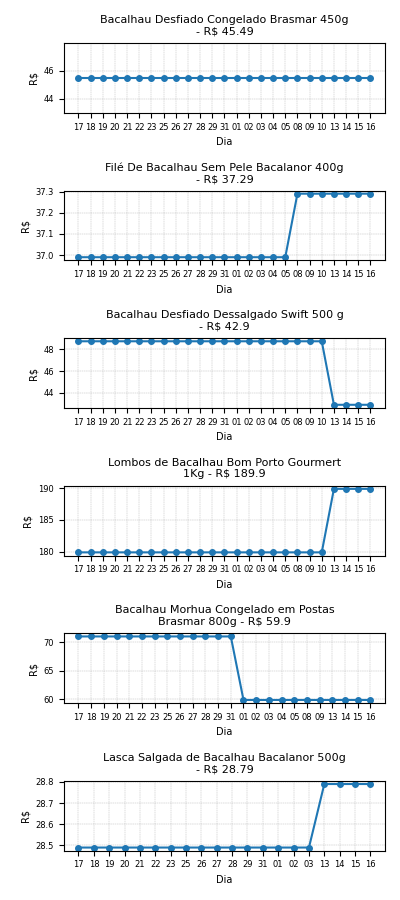 Bacalhau Desfiado Congelado Brasmar 450g
- R$ 45.49
46
44
R$
17 18 19 20 21 22 23 25 26 27 28 29 31 01 02 03 04 05 08 09 10 13 14 15 16
Dia
Filé De Bacalhau Sem Pele Bacalanor 400g
- R$ 37.29
37.3
37.2
37.1
37.0
R$
17 18 19 20 21 22 23 25 26 27 28 29 31 01 02 03 04 05 08 09 10 13 14 15 16
Dia
Bacalhau Desfiado Dessalgado Swift 500 g
- R$ 42.9
48
46
44
R$
17 18 19 20 21 22 23 25 26 27 28 29 31 01 02 03 04 05 08 09 10 13 14 15 16
Dia
Lombos de Bacalhau Bom Porto Gourmert
1Kg - R$ 189.9
190
185
180
R$
17 18 19 20 21 22 23 25 26 27 28 29 31 01 02 03 04 05 08 09 10 13 14 15 16
Dia
Bacalhau Morhua Congelado em Postas
Brasmar 800g - R$ 59.9
70
65
60
R$
17 18 19 20 21 22 23 25 26 27 28 29 31 01 02 03 04 05 08 09 13 14 15 16
Dia
Lasca Salgada de Bacalhau Bacalanor 500g
- R$ 28.79
28.8
28.7
28.6
28.5
R$
17 18 19 20 21 22 23 25 26 27 28 29 31 01 02 03 13 14 15 16
Dia